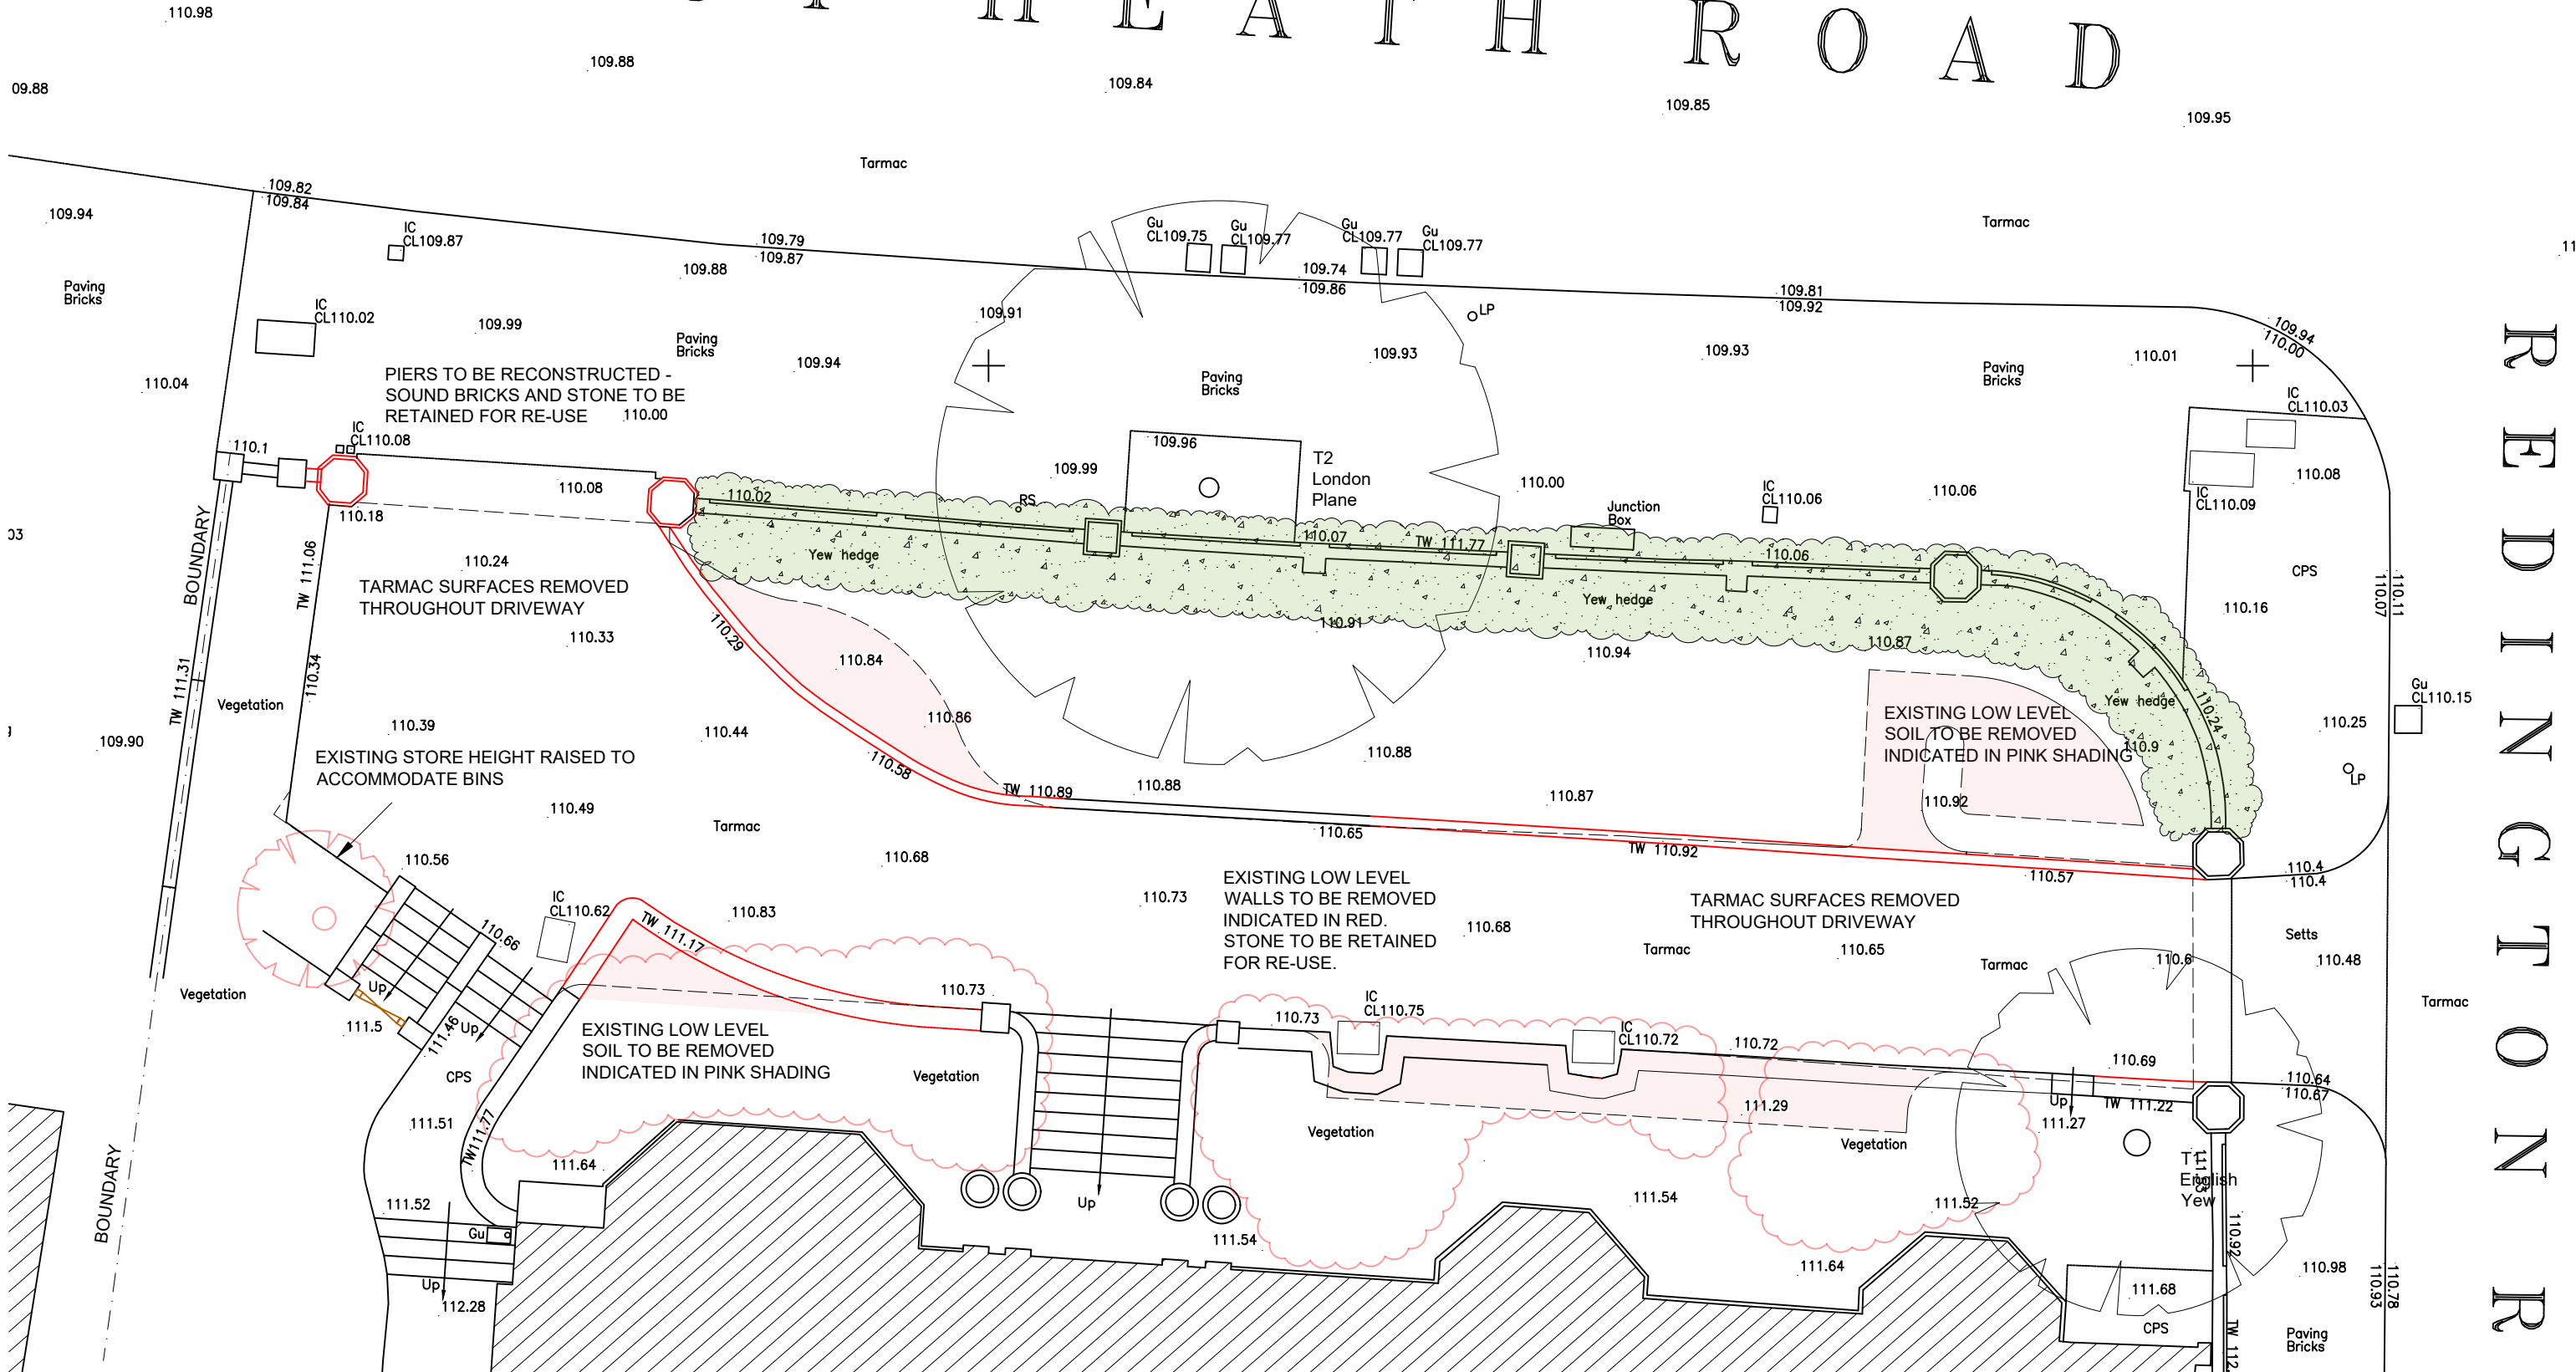 H E A T H R O A D
110.98
109.88
109.84
09.88
109.85
109.95
Tarmac
109.82
109.84
109.94
Tarmac
IC
CL109.87
109.79
109.87
109.88
Gu
CL109.75
Gu
CL109.77
Gu
CL109.77
Gu
CL109.77
109.74
109.86
109.81
109.92
11
Paving
Bricks
IC
CL110.02
109.99
109.91
LP
109.94
110.00
Paving
Bricks
109.94
109.93
109.93
Paving
Bricks
110.01
110.04
PIERS TO BE RECONSTRUCTED -
SOUND BRICKS AND STONE TO BE
RETAINED FOR RE-USE
110.00
Paving
Bricks
IC
CL110.03
110.1
IC
CL110.08
109.96
109.99
T2
London
Plane
110.00
110.06
110.08
110.08
110.02
RS
IC
CL110.06
IC
CL110.09
110.18
Junction
Box
03
BOUNDARY
TW 111.06
110.24
Yew hedge
110.07
TW 111.77
110.06
CPS
TARMAC SURFACES REMOVED
THROUGHOUT DRIVEWAY
Yew hedge
110.16
110.11
110.07
110.33
110.29
110.91
110.87
110.84
110.94
110.34
TW 111.31
Vegetation
110.39
110.44
110.86
Yew hedge
110.24
Gu
CL110.15
EXISTING LOW LEVEL
SOIL TO BE REMOVED
INDICATED IN PINK SHADING
110.9
110.25
109.90
EXISTING STORE HEIGHT RAISED TO
ACCOMMODATE BINS
110.58
110.88
LP
TW 110.89
110.88
110.87
110.92
110.49
Tarmac
110.65
110.56
110.68
TW 110.92
110.57
110.4
110.4
IC
CL110.62
110.83
110.73
EXISTING LOW LEVEL
WALLS TO BE REMOVED
INDICATED IN RED.
STONE TO BE RETAINED
FOR RE-USE.
110.68
TARMAC SURFACES REMOVED
THROUGHOUT DRIVEWAY
110.66
TW 111.17
Setts
Tarmac
110.65
Tarmac
110.6
110.48
Vegetation
Up
110.73
IC
CL110.75
Tarmac
111.5
Up
111.46
EXISTING LOW LEVEL
SOIL TO BE REMOVED
INDICATED IN PINK SHADING
110.73
IC
CL110.72
110.72
110.69
110.64
110.67
CPS
Vegetation
111.29
Up
TW 111.22
111.51
TW111.77
Vegetation
Vegetation
111.27
BOUNDARY
111.64
T1
English
Yew
111.52
Up
111.54
111.52
Gu
111.54
110.92
Up
112.28
111.64
111.68
110.98
110.78
110.93
CPS
TW 112.
Paving
Bricks
R E D I N G T O N R